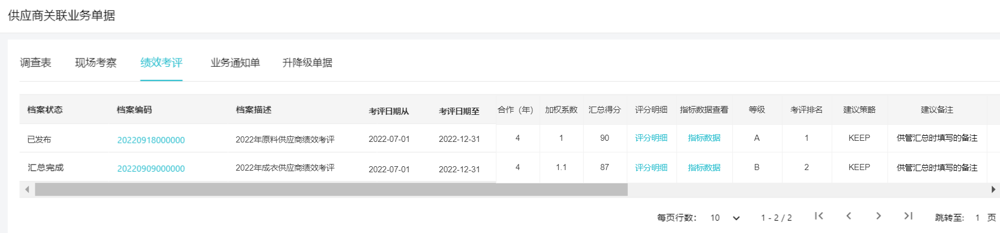 供应商关联业务单据
调查表 现场考察 绩效考评 业务通知单 升降级单据
档案状态 档案编码 档案描述 考评日期从 考评日期至 合作（年） 加权系数 汇总得分 评分明细 指标数据查看 等级 考评排名 建议策略 建议备注
已发布 20220918000000 2022年原料供应商绩效考评 2022-07-01 2022-12-31 4 1 90 评分明细 指标数据 A 1 KEEP 供管汇总时填写的备注
汇总完成 20220909000000 2022年成衣供应商绩效考评 2022-07-01 2022-12-31 4 1.1 87 评分明细 指标数据 B 2 KEEP 供管汇总时填写的备注
每页行数： 10 1 - 2 / 2 跳转至: 1 页